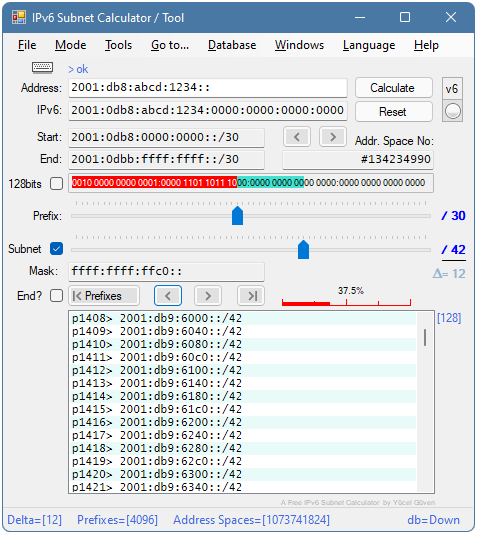 IPv6 Subnet Calculator / Tool
File Mode Tools Go to... Database Windows Language Help
> ok
Address: 2001:db8:abcd:1234:: Calculate v6
IPv6: 2001:0db8:abcd:1234:0000:0000:0000:0000 Reset
Start: 2001:0db8:0000:0000::/30 < > Addr. Space No:
End: 2001:0dbb:ffff:ffff::/30 #134234990
128bits 0010 0000 0000 0001:0000 1101 1011 1000:0000 0000 0000 0000:0000 0000 0000 0000
Prefix: / 30
Subnet / 42
Mask: ffff:ffff:ffc0:: Δ= 12
End? |< Prefixes < > >| 37.5%
p1408> 2001:db9:6000::/42 [128]
p1409> 2001:db9:6040::/42
p1410> 2001:db9:6080::/42
p1411> 2001:db9:60c0::/42
p1412> 2001:db9:6100::/42
p1413> 2001:db9:6140::/42
p1414> 2001:db9:6180::/42
p1415> 2001:db9:61c0::/42
p1416> 2001:db9:6200::/42
p1417> 2001:db9:6240::/42
p1418> 2001:db9:6280::/42
p1419> 2001:db9:62c0::/42
p1420> 2001:db9:6300::/42
p1421> 2001:db9:6340::/42
A Free IPv6 Subnet Calculator by Yücel Güven
Delta=[12] Prefixes=[4096] Address Spaces=[1073741824] db=Down